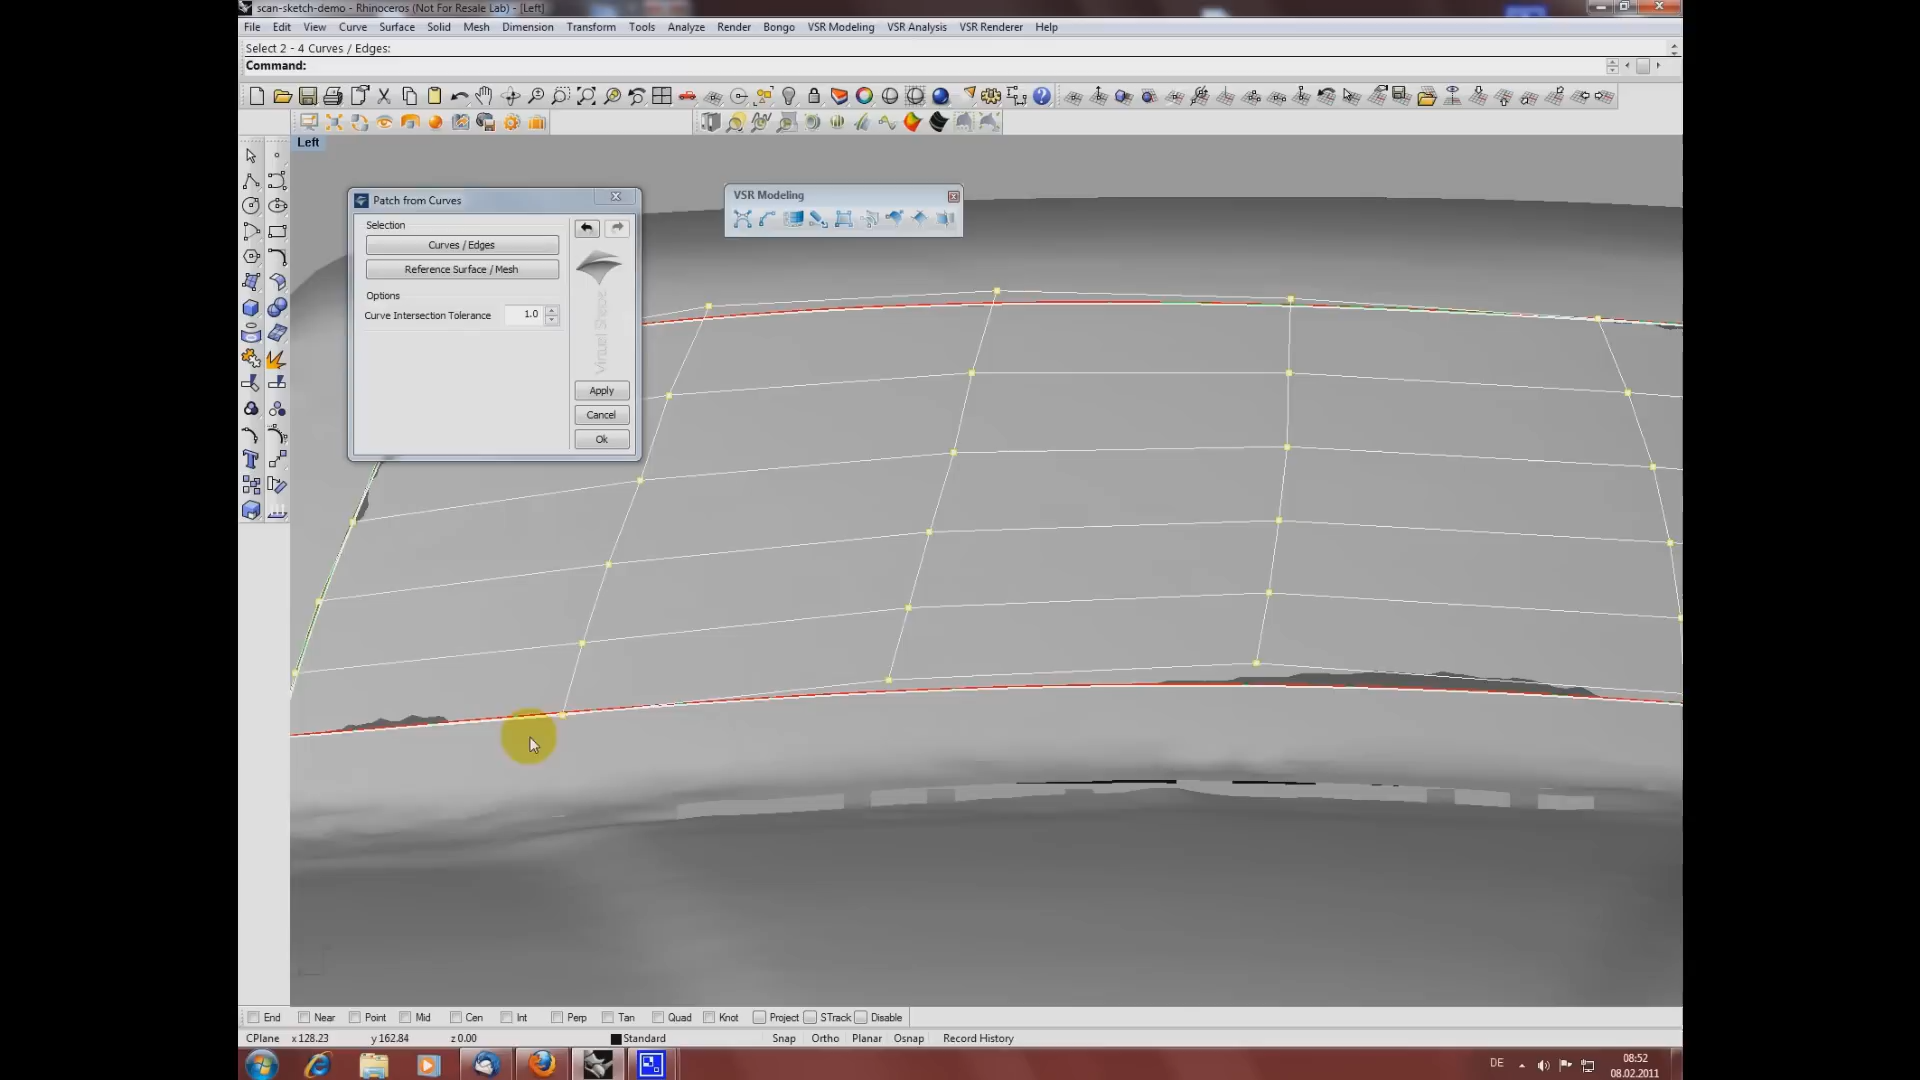 scan-sketch-demo - Rhinoceros (Not For Resale Lab) - [Left]
File Edit View Curve Surface Solid Mesh Dimension Transform Tools Analyze Render Bongo VSR Modeling VSR Analysis VSR Renderer Help
Select 2 - 4 Curves / Edges:
Command:
Left
Patch from Curves
Selection
Curves / Edges
Reference Surface / Mesh
Options
Curve Intersection Tolerance 1.0
Virtual Shape
Apply
Cancel
Ok
VSR Modeling
End Near Point Mid Cen Int Perp Tan Quad Knot Project STrack Disable
CPlane x 128.23 y 162.84 z 0.00 Standard Snap Ortho Planar Osnap Record History
DE
08:52
08.02.2011